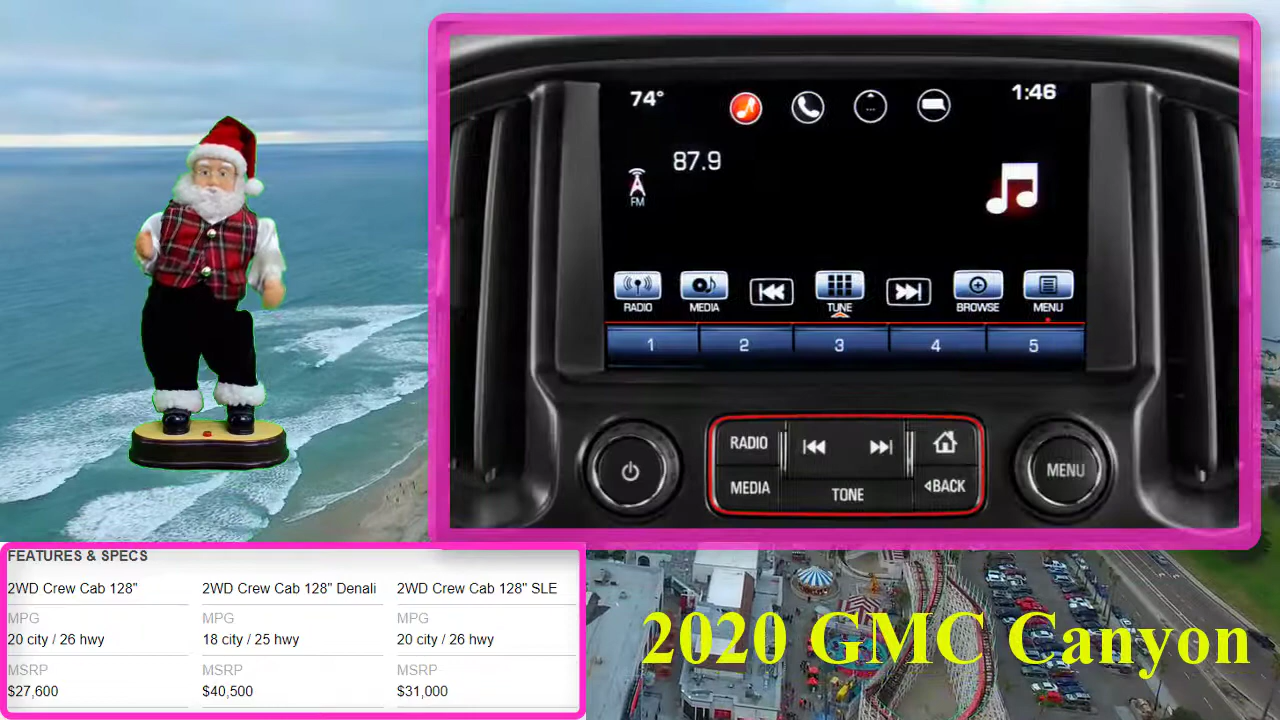 74° 1:46
87.9
FM
RADIO MEDIA TUNE BROWSE MENU
1 2 3 4 5
RADIO
MEDIA TONE BACK
MENU
FEATURES & SPECS
2WD Crew Cab 128" 2WD Crew Cab 128" Denali 2WD Crew Cab 128" SLE
MPG MPG MPG
20 city / 26 hwy 18 city / 25 hwy 20 city / 26 hwy
MSRP MSRP MSRP
$27,600 $40,500 $31,000
2020 GMC Canyon